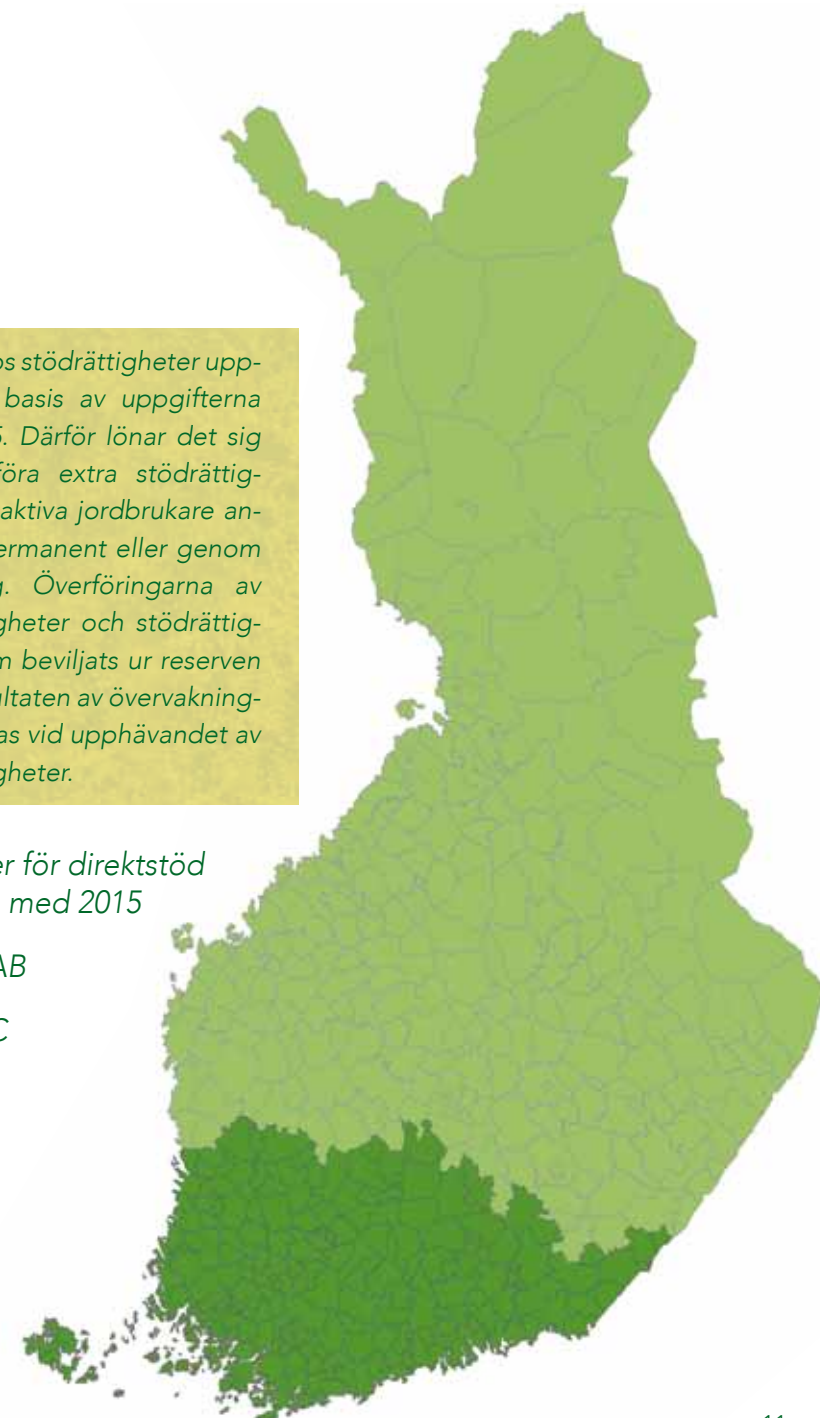 os stödrättigheter upp-
basis av uppgifterna
5. Därför lönar det sig
föra extra stödrättig-
aktiva jordbrukare an-
ermanent eller genom
g. Överföringarna av
gheter och stödrättig-
m beviljats ur reserven
ultaten av övervakning-
as vid upphävandet av
gheter.
er för direktstöd
med 2015
AB
C